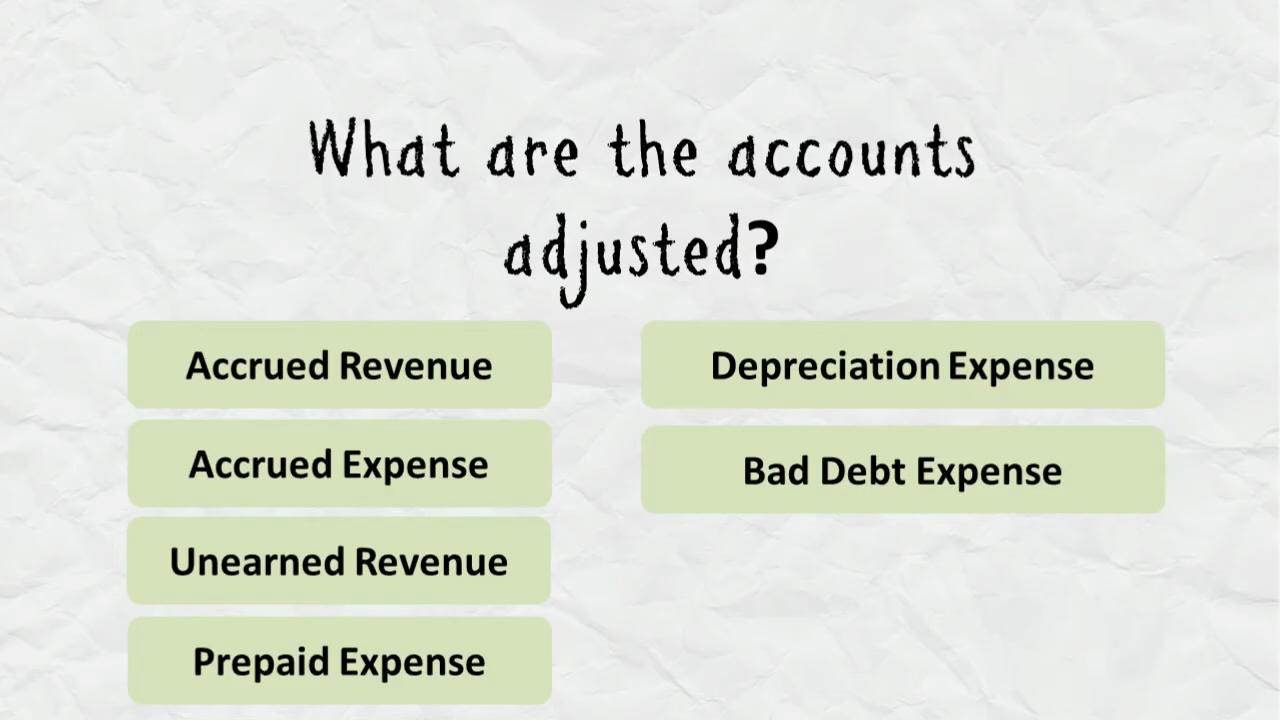 What are the accounts
adjusted?
Accrued Revenue
Accrued Expense
Unearned Revenue
Prepaid Expense
Depreciation Expense
Bad Debt Expense